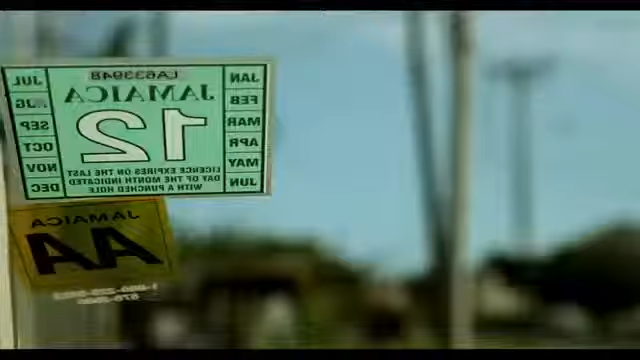 LA633948
JAMAICA
12
LICENCE EXPIRES ON THE LAST
DAY OF THE MONTH INDICATED
WITH A PUNCHED HOLE
JAN
FEB
MAR
APR
MAY
JUN
JUL
AUG
SEP
OCT
NOV
DEC
JAMAICA
AA